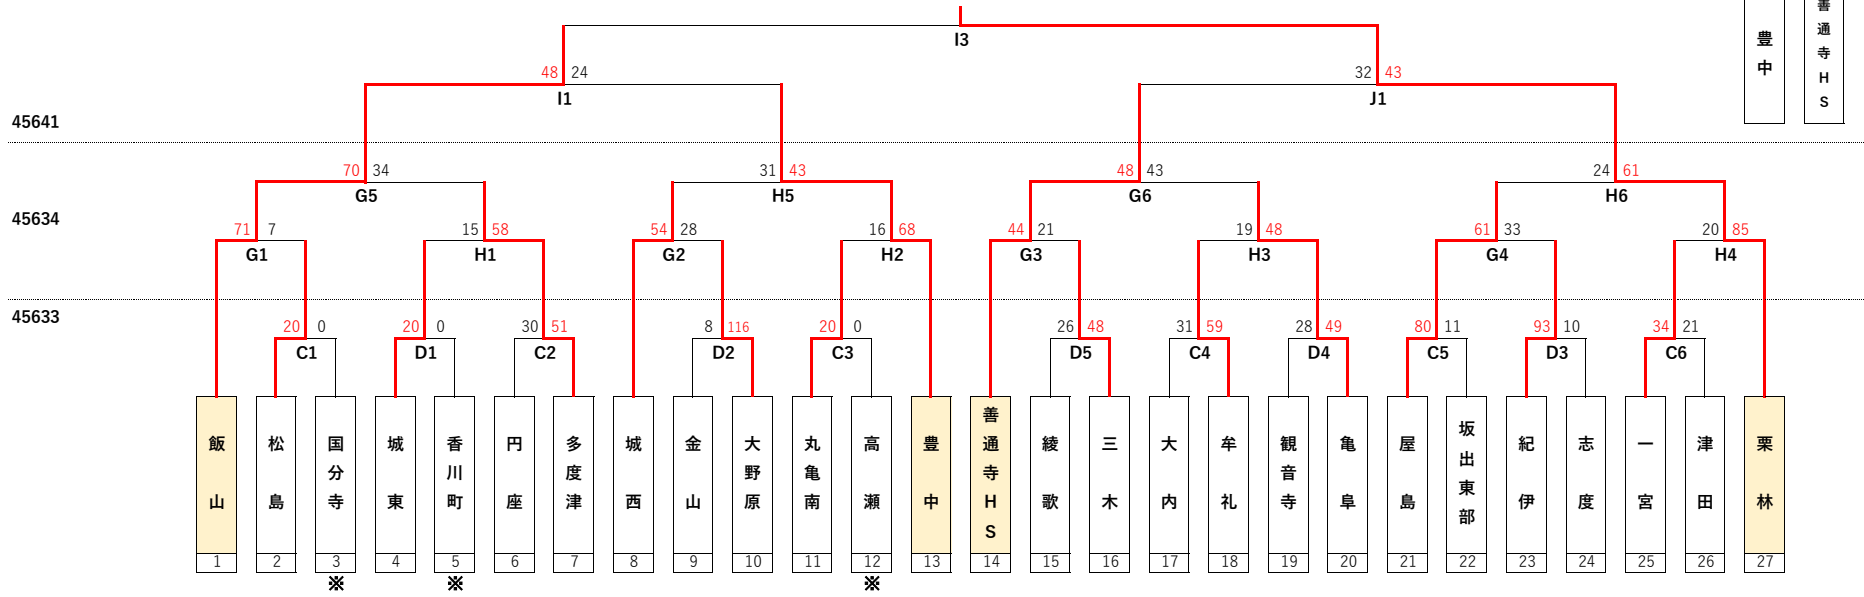 善通寺HS
豊中
I3
48 24
32 43
I1
J1
45641
70 34
31 43
48 43
24 61
G5
H5
G6
H6
45634
71 7
15 58
54 28
16 68
44 21
19 48
61 33
20 85
G1
H1
G2
H2
G3
H3
G4
H4
45633
20 0
20 0
30 51
8 116
20 0
26 48
31 59
28 49
80 11
93 10
34 21
C1
D1
C2
D2
C3
D5
C4
D4
C5
D3
C6
飯山
松島
国分寺
城東
香川町
円座
多度津
城西
金山
大野原
丸亀南
高瀬
豊中
善通寺HS
綾歌
三木
大内
牟礼
観音寺
亀阜
屋島
坂出東部
紀伊
志度
一宮
津田
栗林
1 2 3 4 5 6 7 8 9 10 11 12 13 14 15 16 17 18 19 20 21 22 23 24 25 26 27
※ ※ ※